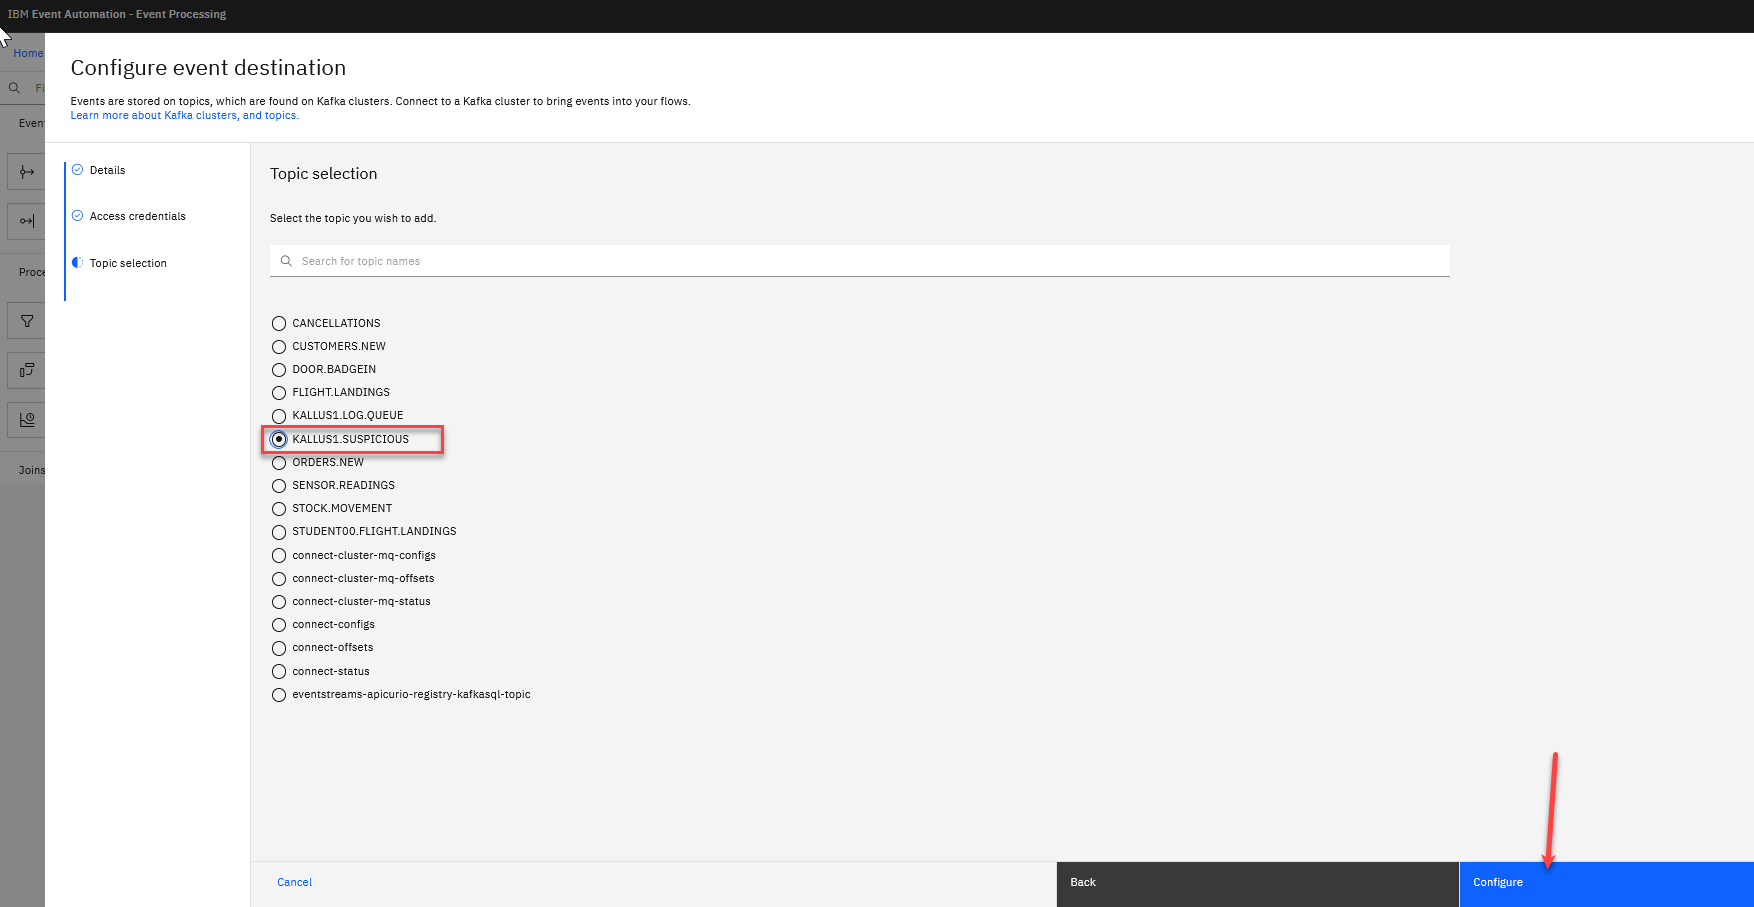 IBM Event Automation - Event Processing
Home
Configure event destination
Events are stored on topics, which are found on Kafka clusters. Connect to a Kafka cluster to bring events into your flows.
Learn more about Kafka clusters, and topics.
Fi
Event
Proce
Joins
Details
Access credentials
Topic selection
Topic selection
Select the topic you wish to add.
Search for topic names
CANCELLATIONS
CUSTOMERS.NEW
DOOR.BADGEIN
FLIGHT.LANDINGS
KALLUS1.LOG.QUEUE
KALLUS1.SUSPICIOUS
ORDERS.NEW
SENSOR.READINGS
STOCK.MOVEMENT
STUDENT00.FLIGHT.LANDINGS
connect-cluster-mq-configs
connect-cluster-mq-offsets
connect-cluster-mq-status
connect-configs
connect-offsets
connect-status
eventstreams-apicurio-registry-kafkasql-topic
Cancel
Back
Configure